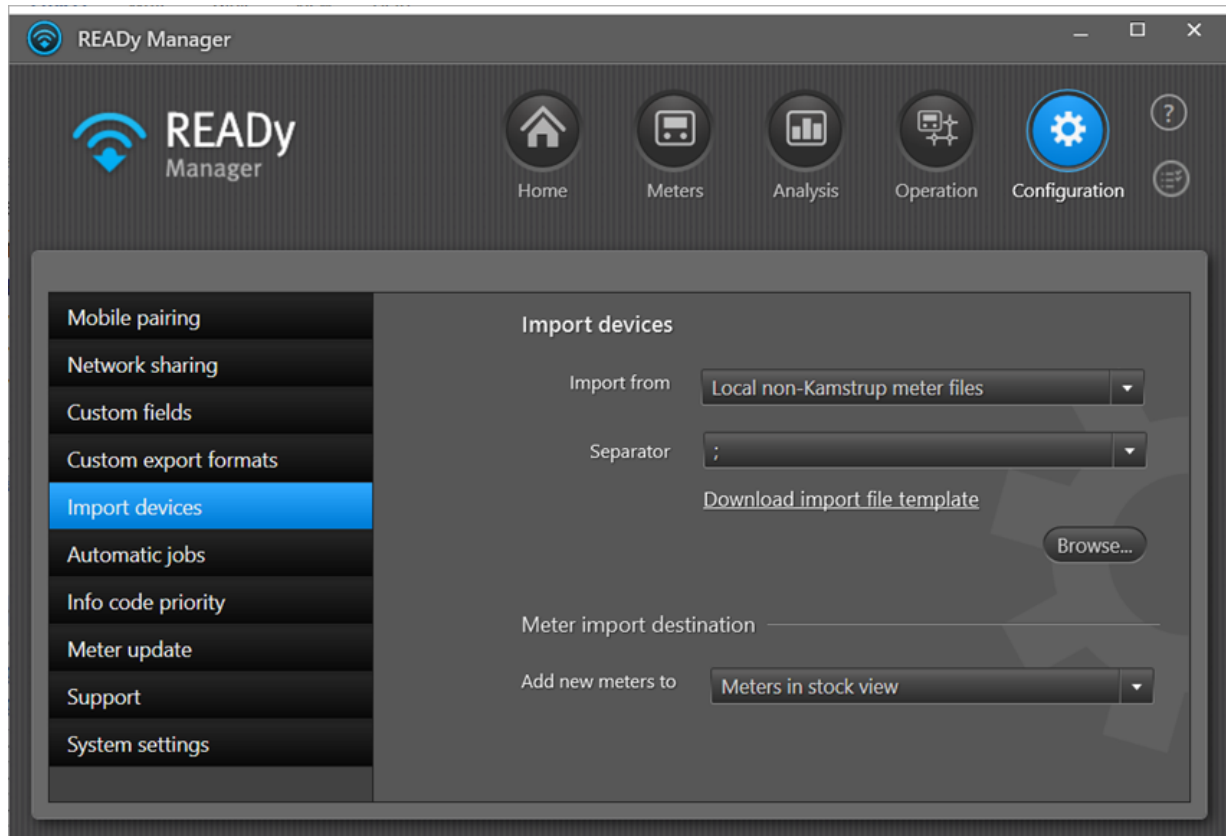 READy Manager
READy
Manager
Home
Meters
Analysis
Operation
Configuration
?
Mobile pairing
Network sharing
Custom fields
Custom export formats
Import devices
Automatic jobs
Info code priority
Meter update
Support
System settings
Import devices
Import from
Local non-Kamstrup meter files
Separator
;
Download import file template
Browse...
Meter import destination
Add new meters to
Meters in stock view